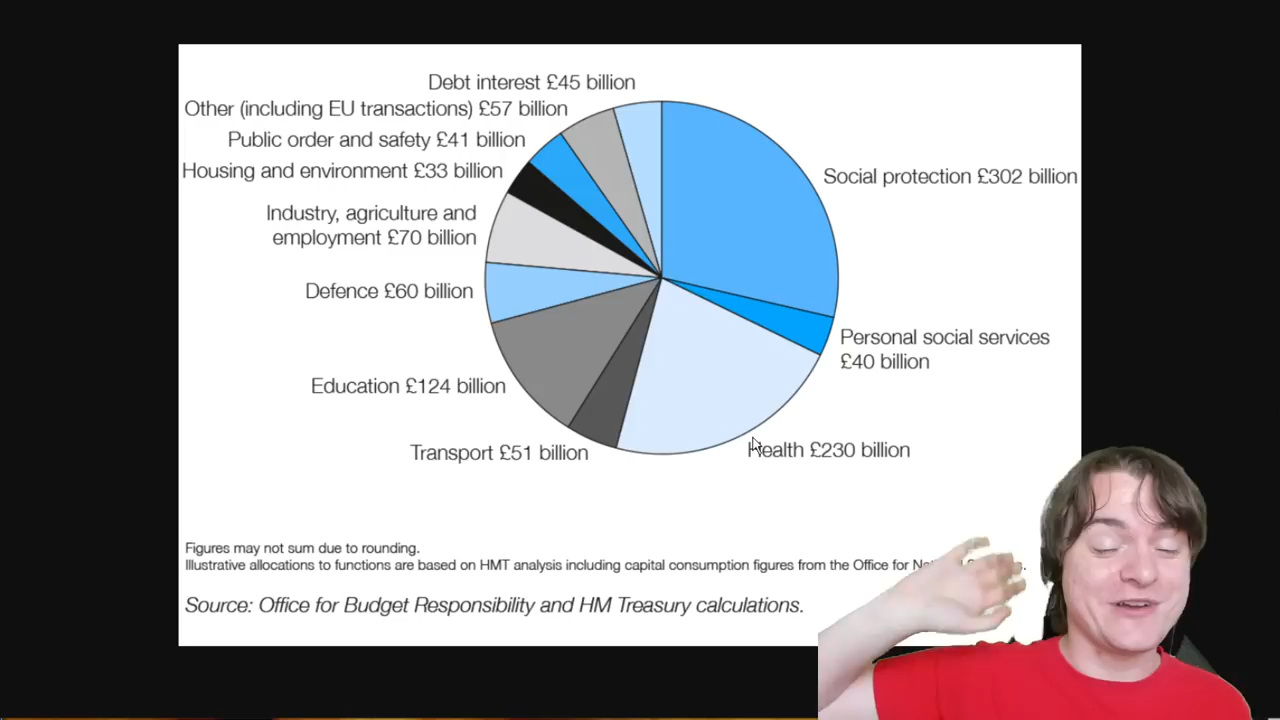 Debt interest £45 billion
Other (including EU transactions) £57 billion
Public order and safety £41 billion
Housing and environment £33 billion
Industry, agriculture and
employment £70 billion
Defence £60 billion
Education £124 billion
Transport £51 billion
Social protection £302 billion
Personal social services
£40 billion
Health £230 billion
Figures may not sum due to rounding.
Illustrative allocations to functions are based on HMT analysis including capital consumption figures from the Office for
Source: Office for Budget Responsibility and HM Treasury calculations.